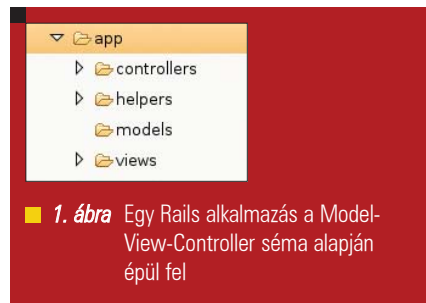 app
controllers
helpers
models
views
1. ábra Egy Rails alkalmazás a Model-
View-Controller séma alapján
épül fel